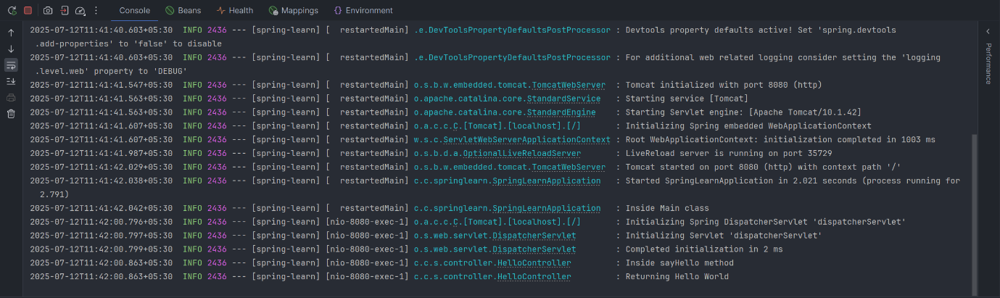 Console Beans Health Mappings Environment
2025-07-12T11:41:40.603+05:30  INFO 2436 --- [spring-learn] [  restartedMain] .e.DevToolsPropertyDefaultsPostProcessor : Devtools property defaults active! Set 'spring.devtools
.add-properties' to 'false' to disable
2025-07-12T11:41:40.603+05:30  INFO 2436 --- [spring-learn] [  restartedMain] .e.DevToolsPropertyDefaultsPostProcessor : For additional web related logging consider setting the 'logging
.level.web' property to 'DEBUG'
2025-07-12T11:41:41.547+05:30  INFO 2436 --- [spring-learn] [  restartedMain] o.s.b.w.embedded.tomcat.TomcatWebServer  : Tomcat initialized with port 8080 (http)
2025-07-12T11:41:41.563+05:30  INFO 2436 --- [spring-learn] [  restartedMain] o.apache.catalina.core.StandardService   : Starting service [Tomcat]
2025-07-12T11:41:41.563+05:30  INFO 2436 --- [spring-learn] [  restartedMain] o.apache.catalina.core.StandardEngine    : Starting Servlet engine: [Apache Tomcat/10.1.42]
2025-07-12T11:41:41.607+05:30  INFO 2436 --- [spring-learn] [  restartedMain] o.a.c.c.C.[Tomcat].[localhost].[/]       : Initializing Spring embedded WebApplicationContext
2025-07-12T11:41:41.607+05:30  INFO 2436 --- [spring-learn] [  restartedMain] w.s.c.ServletWebServerApplicationContext : Root WebApplicationContext: initialization completed in 1003 ms
2025-07-12T11:41:41.987+05:30  INFO 2436 --- [spring-learn] [  restartedMain] o.s.b.d.a.OptionalLiveReloadServer       : LiveReload server is running on port 35729
2025-07-12T11:41:42.029+05:30  INFO 2436 --- [spring-learn] [  restartedMain] o.s.b.w.embedded.tomcat.TomcatWebServer  : Tomcat started on port 8080 (http) with context path '/'
2025-07-12T11:41:42.038+05:30  INFO 2436 --- [spring-learn] [  restartedMain] c.c.springlearn.SpringLearnApplication   : Started SpringLearnApplication in 2.021 seconds (process running for
2.791)
2025-07-12T11:41:42.042+05:30  INFO 2436 --- [spring-learn] [  restartedMain] c.c.springlearn.SpringLearnApplication   : Inside Main class
2025-07-12T11:42:00.796+05:30  INFO 2436 --- [spring-learn] [nio-8080-exec-1] o.a.c.c.C.[Tomcat].[localhost].[/]       : Initializing Spring DispatcherServlet 'dispatcherServlet'
2025-07-12T11:42:00.797+05:30  INFO 2436 --- [spring-learn] [nio-8080-exec-1] o.s.web.servlet.DispatcherServlet        : Initializing Servlet 'dispatcherServlet'
2025-07-12T11:42:00.799+05:30  INFO 2436 --- [spring-learn] [nio-8080-exec-1] o.s.web.servlet.DispatcherServlet        : Completed initialization in 2 ms
2025-07-12T11:42:00.863+05:30  INFO 2436 --- [spring-learn] [nio-8080-exec-1] c.c.s.controller.HelloController         : Inside sayHello method
2025-07-12T11:42:00.863+05:30  INFO 2436 --- [spring-learn] [nio-8080-exec-1] c.c.s.controller.HelloController         : Returning Hello World
Performance